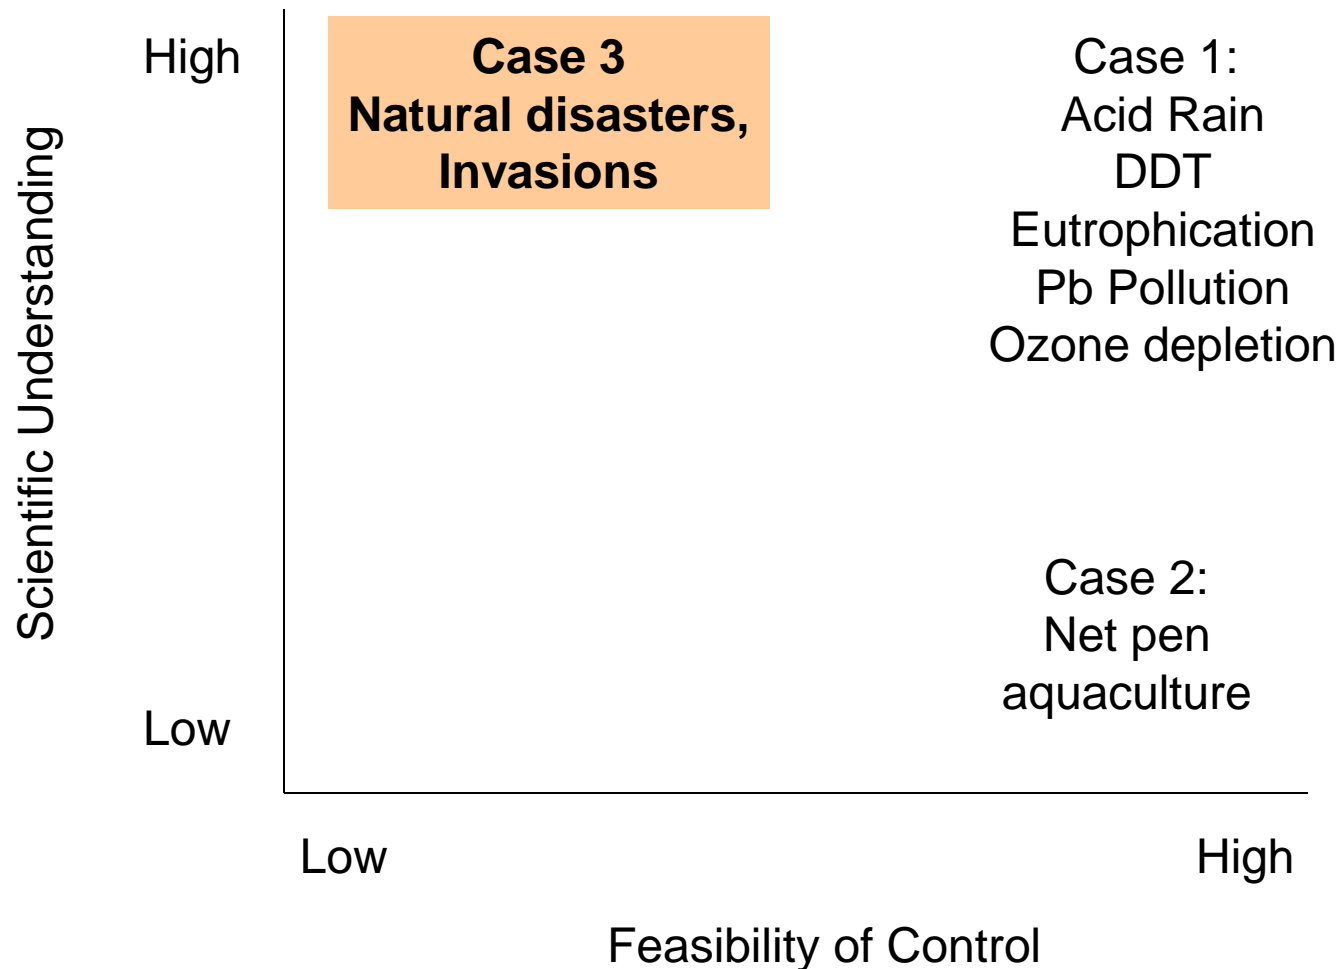 High
Case 3
Natural disasters,
Invasions
Case 1:
Acid Rain
DDT
Eutrophication
Pb Pollution
Ozone depletion
Scientific Understanding
Case 2:
Net pen
aquaculture
Low
Low
High
Feasibility of Control